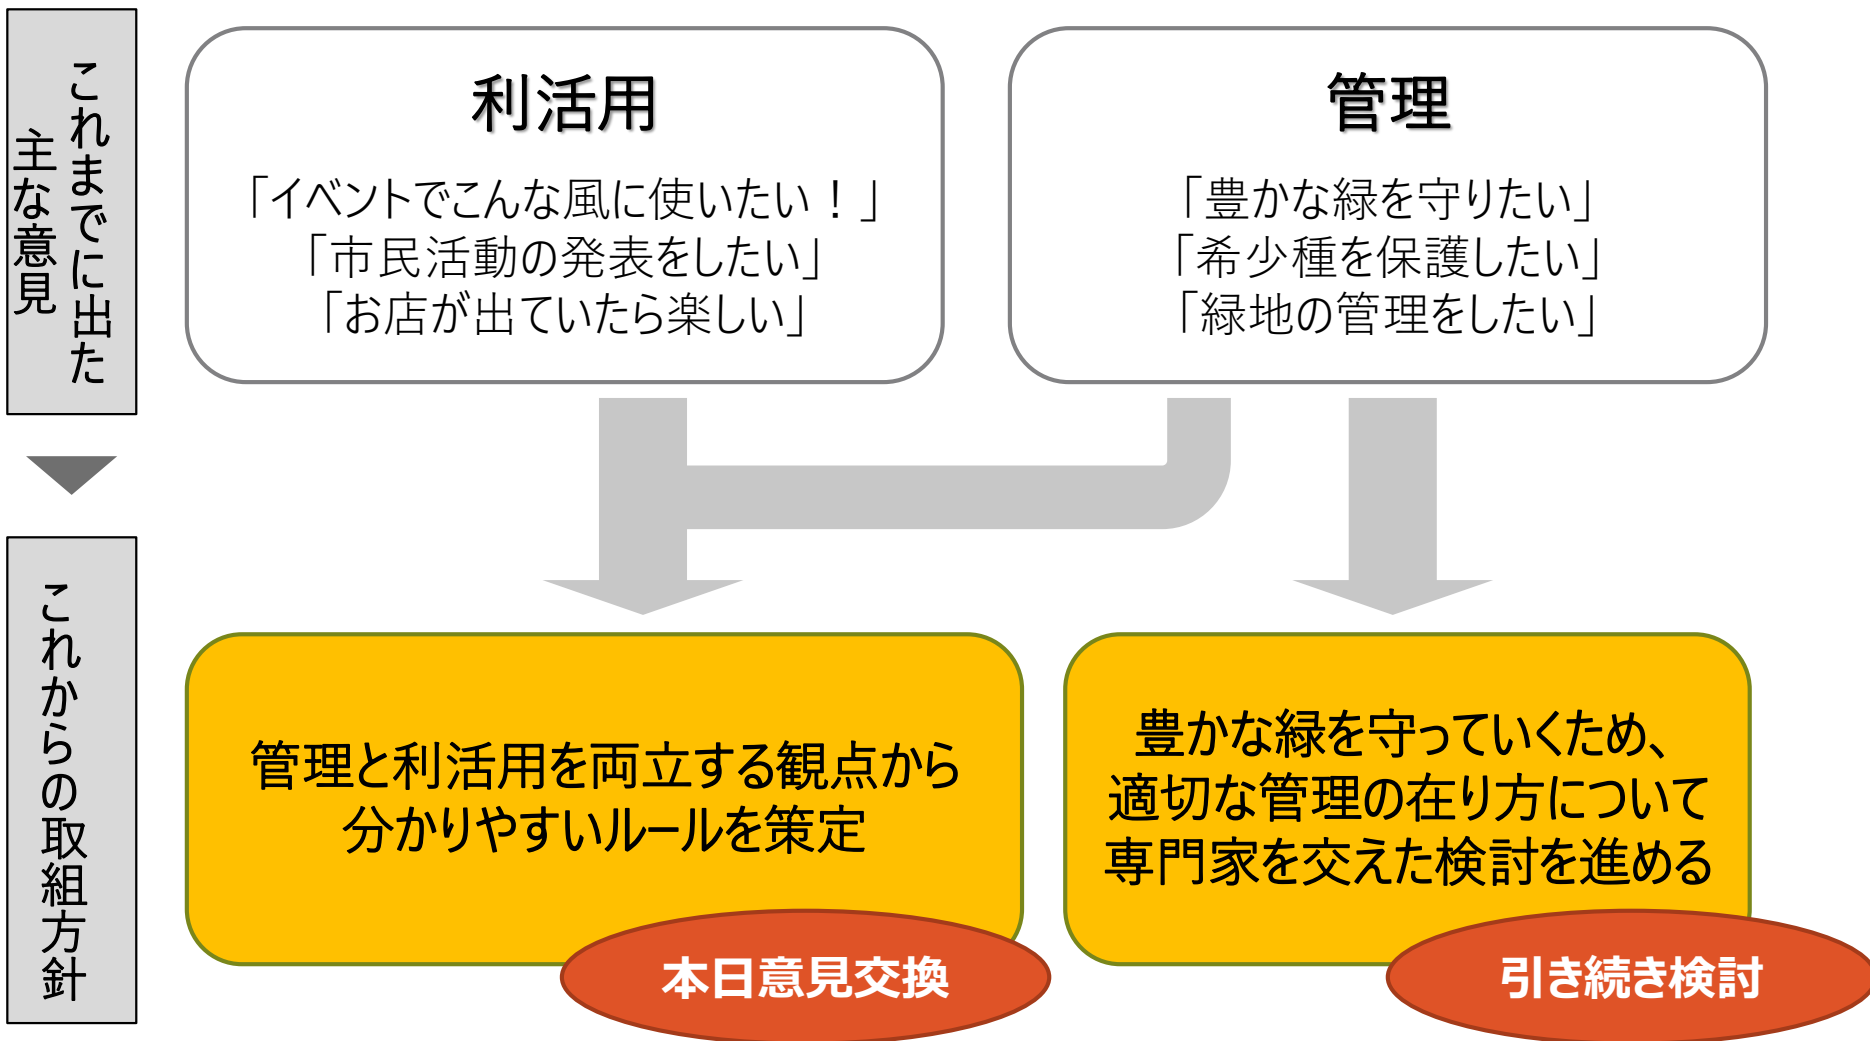 これまでに出た
主な意見
利活用
「イベントでこんな風に使いたい！」
「市民活動の発表をしたい」
「お店が出ていたら楽しい」
管理
「豊かな緑を守りたい」
「希少種を保護したい」
「緑地の管理をしたい」
これからの取組方針
管理と利活用を両立する観点から
分かりやすいルールを策定
本日意見交換
豊かな緑を守っていくため、
適切な管理の在り方について
専門家を交えた検討を進める
引き続き検討